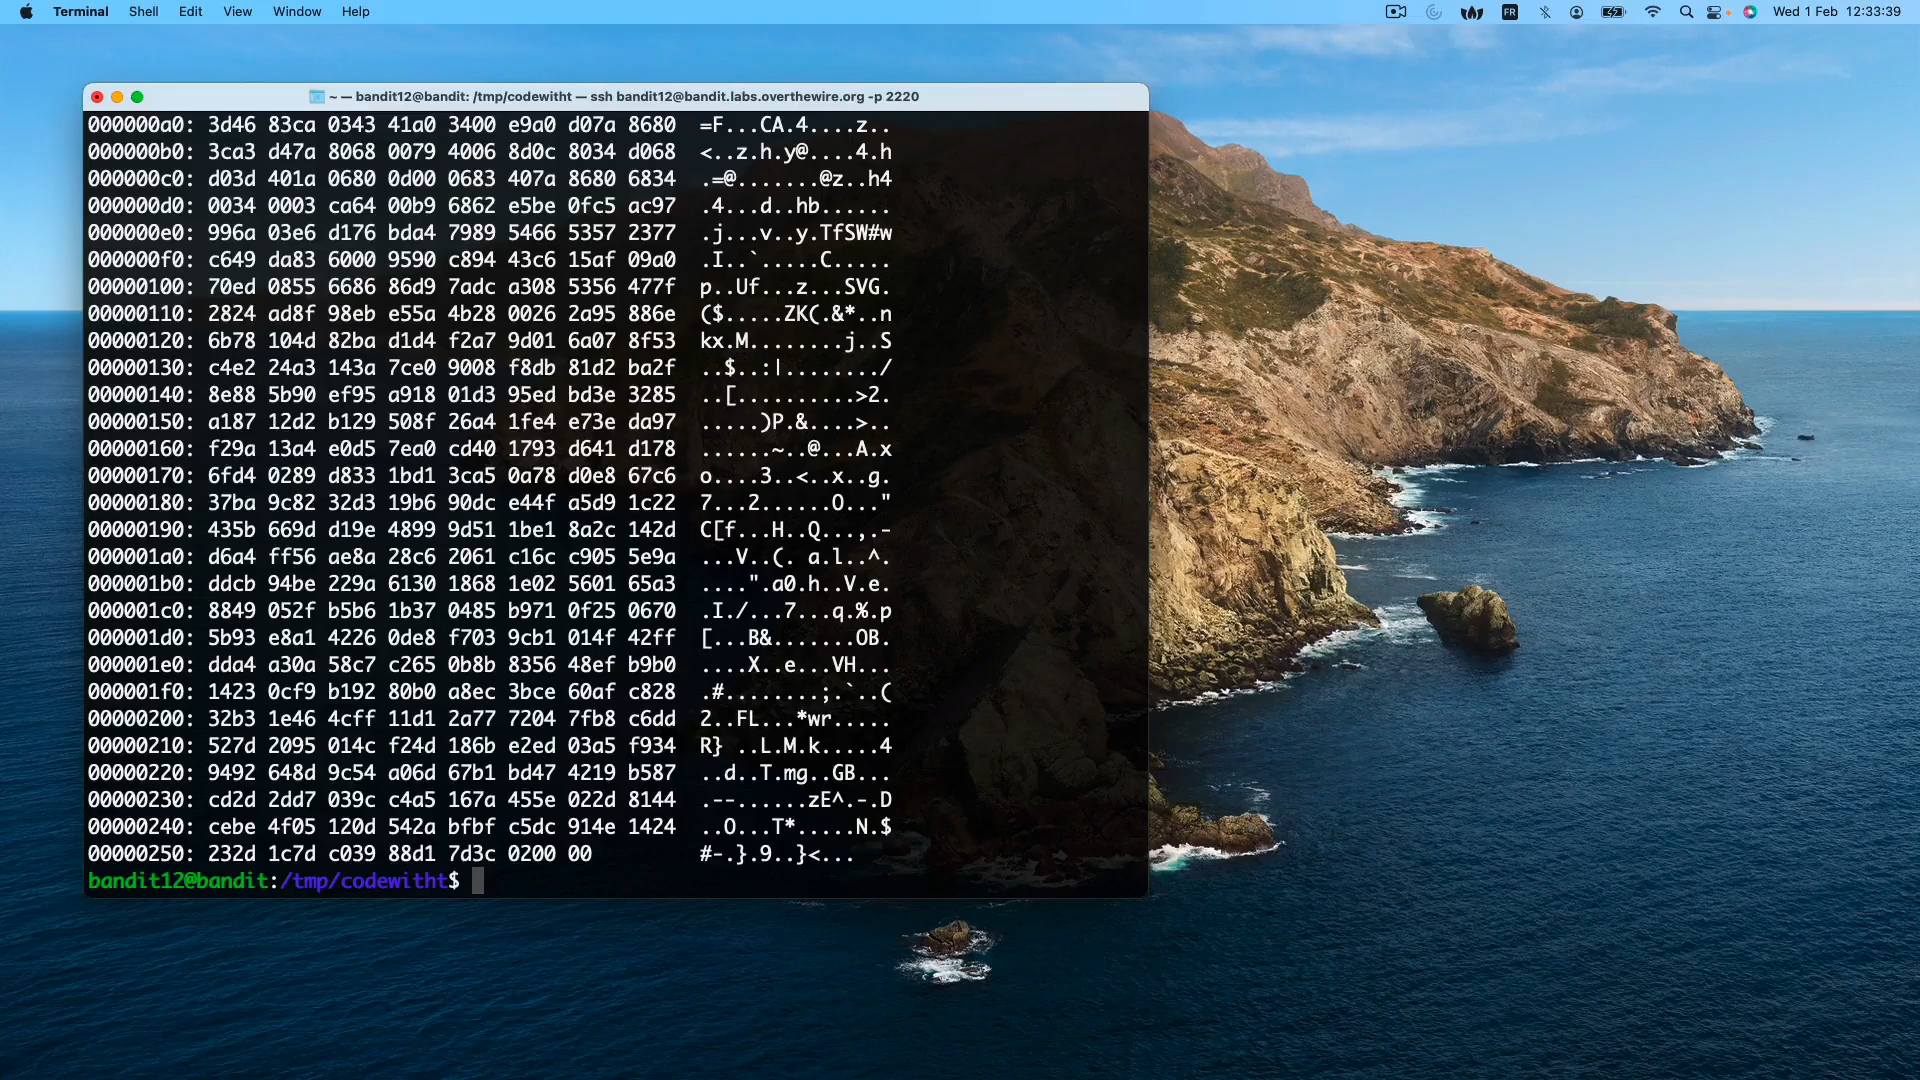 Terminal Shell Edit View Window Help FR Wed 1 Feb 12:33:39
~ — bandit12@bandit: /tmp/codewitht — ssh bandit12@bandit.labs.overthewire.org -p 2220
000000a0: 3d46 83ca 0343 41a0 3400 e9a0 d07a 8680 =F...CA.4....z..
000000b0: 3ca3 d47a 8068 0079 4006 8d0c 8034 d068 <..z.h.y@....4.h
000000c0: d03d 401a 0680 0d00 0683 407a 8680 6834 .=@.......@z..h4
000000d0: 0034 0003 ca64 00b9 6862 e5be 0fc5 ac97 .4...d..hb......
000000e0: 996a 03e6 d176 bda4 7989 5466 5357 2377 .j...v..y.TfSW#w
000000f0: c649 da83 6000 9590 c894 43c6 15af 09a0 .I..`.....C.....
00000100: 70ed 0855 6686 86d9 7adc a308 5356 477f p..Uf...z...SVG.
00000110: 2824 ad8f 98eb e55a 4b28 0026 2a95 886e ($.....ZK(.&*..n
00000120: 6b78 104d 82ba d1d4 f2a7 9d01 6a07 8f53 kx.M........j..S
00000130: c4e2 24a3 143a 7ce0 9008 f8db 81d2 ba2f ..$..:|......../
00000140: 8e88 5b90 ef95 a918 01d3 95ed bd3e 3285 ..[..........>2.
00000150: a187 12d2 b129 508f 26a4 1fe4 e73e da97 .....)P.&....>..
00000160: f29a 13a4 e0d5 7ea0 cd40 1793 d641 d178 ......~..@...A.x
00000170: 6fd4 0289 d833 1bd1 3ca5 0a78 d0e8 67c6 o....3..<..x..g.
00000180: 37ba 9c82 32d3 19b6 90dc e44f a5d9 1c22 7...2......O..."
00000190: 435b 669d d19e 4899 9d51 1be1 8a2c 142d C[f...H..Q...,.-
000001a0: d6a4 ff56 ae8a 28c6 2061 c16c c905 5e9a ...V..(. a.l..^.
000001b0: ddcb 94be 229a 6130 1868 1e02 5601 65a3 ....".a0.h..V.e.
000001c0: 8849 052f b5b6 1b37 0485 b971 0f25 0670 .I./...7...q.%.p
000001d0: 5b93 e8a1 4226 0de8 f703 9cb1 014f 42ff [...B&.......OB.
000001e0: dda4 a30a 58c7 c265 0b8b 8356 48ef b9b0 ....X..e...VH...
000001f0: 1423 0cf9 b192 80b0 a8ec 3bce 60af c828 .#........;.`..(
00000200: 32b3 1e46 4cff 11d1 2a77 7204 7fb8 c6dd 2..FL...*wr.....
00000210: 527d 2095 014c f24d 186b e2ed 03a5 f934 R} ..L.M.k.....4
00000220: 9492 648d 9c54 a06d 67b1 bd47 4219 b587 ..d..T.mg..GB...
00000230: cd2d 2dd7 039c c4a5 167a 455e 022d 8144 .--......zE^.-.D
00000240: cebe 4f05 120d 542a bfbf c5dc 914e 1424 ..O...T*.....N.$
00000250: 232d 1c7d c039 88d1 7d3c 0200 00 #-.}.9..}<...
bandit12@bandit:/tmp/codewitht$